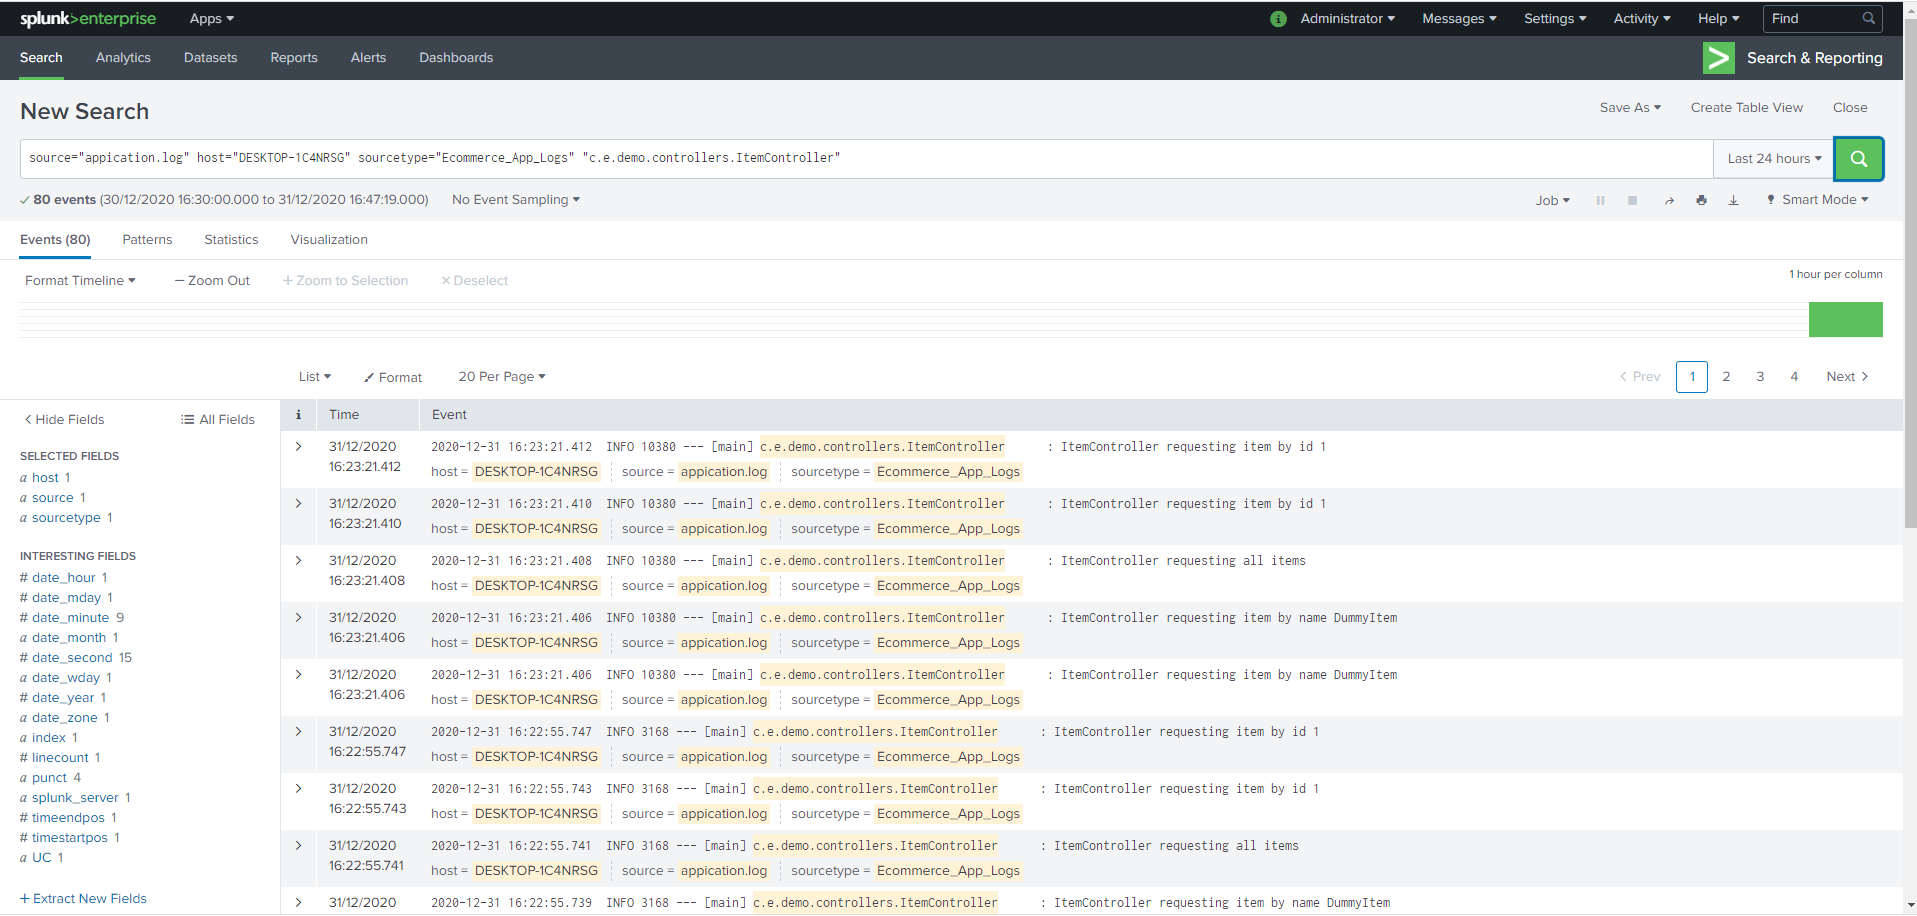 splunk>enterprise Apps Administrator Messages Settings Activity Help Find
Search Analytics Datasets Reports Alerts Dashboards Search & Reporting
New Search Save As Create Table View Close
source="appication.log" host="DESKTOP-1C4NRSG" sourcetype="Ecommerce_App_Logs" "c.e.demo.controllers.ItemController" Last 24 hours
80 events (30/12/2020 16:30:00.000 to 31/12/2020 16:47:19.000) No Event Sampling Job Smart Mode
Events (80) Patterns Statistics Visualization
Format Timeline — Zoom Out + Zoom to Selection × Deselect 1 hour per column
List Format 20 Per Page < Prev 1 2 3 4 Next >
< Hide Fields All Fields
SELECTED FIELDS
a host 1
a source 1
a sourcetype 1
INTERESTING FIELDS
# date_hour 1
# date_mday 1
# date_minute 9
a date_month 1
# date_second 15
a date_wday 1
# date_year 1
a date_zone 1
a index 1
# linecount 1
a punct 4
a splunk_server 1
# timeendpos 1
# timestartpos 1
a UC 1
+ Extract New Fields
i Time Event
31/12/2020 16:23:21.412
2020-12-31 16:23:21.412 INFO 10380 --- [main] c.e.demo.controllers.ItemController : ItemController requesting item by id 1
host = DESKTOP-1C4NRSG source = appication.log sourcetype = Ecommerce_App_Logs
31/12/2020 16:23:21.410
2020-12-31 16:23:21.410 INFO 10380 --- [main] c.e.demo.controllers.ItemController : ItemController requesting item by id 1
host = DESKTOP-1C4NRSG source = appication.log sourcetype = Ecommerce_App_Logs
31/12/2020 16:23:21.408
2020-12-31 16:23:21.408 INFO 10380 --- [main] c.e.demo.controllers.ItemController : ItemController requesting all items
host = DESKTOP-1C4NRSG source = appication.log sourcetype = Ecommerce_App_Logs
31/12/2020 16:23:21.406
2020-12-31 16:23:21.406 INFO 10380 --- [main] c.e.demo.controllers.ItemController : ItemController requesting item by name DummyItem
host = DESKTOP-1C4NRSG source = appication.log sourcetype = Ecommerce_App_Logs
31/12/2020 16:23:21.406
2020-12-31 16:23:21.406 INFO 10380 --- [main] c.e.demo.controllers.ItemController : ItemController requesting item by name DummyItem
host = DESKTOP-1C4NRSG source = appication.log sourcetype = Ecommerce_App_Logs
31/12/2020 16:22:55.747
2020-12-31 16:22:55.747 INFO 3168 --- [main] c.e.demo.controllers.ItemController : ItemController requesting item by id 1
host = DESKTOP-1C4NRSG source = appication.log sourcetype = Ecommerce_App_Logs
31/12/2020 16:22:55.743
2020-12-31 16:22:55.743 INFO 3168 --- [main] c.e.demo.controllers.ItemController : ItemController requesting item by id 1
host = DESKTOP-1C4NRSG source = appication.log sourcetype = Ecommerce_App_Logs
31/12/2020 16:22:55.741
2020-12-31 16:22:55.741 INFO 3168 --- [main] c.e.demo.controllers.ItemController : ItemController requesting all items
host = DESKTOP-1C4NRSG source = appication.log sourcetype = Ecommerce_App_Logs
31/12/2020
2020-12-31 16:22:55.739 INFO 3168 --- [main] c.e.demo.controllers.ItemController : ItemController requesting item by name DummyItem